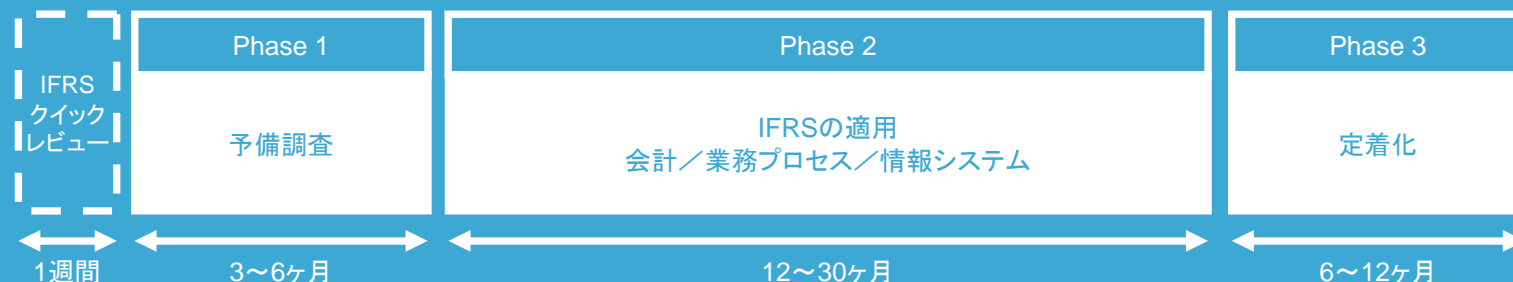 IFRS
クイック
レビュー
Phase 1
予備調査
Phase 2
IFRSの適用
会計／業務プロセス／情報システム
Phase 3
定着化
1週間
3～6ヶ月
12～30ヶ月
6～12ヶ月